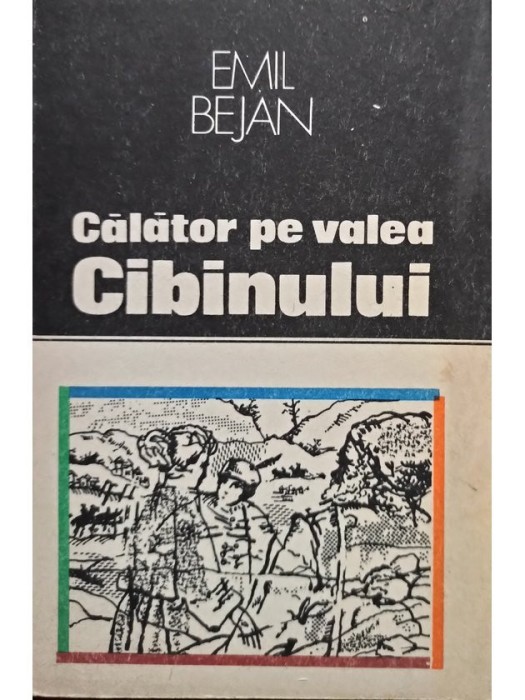 EMIL
BEJAN
Călător pe valea
Cibinului